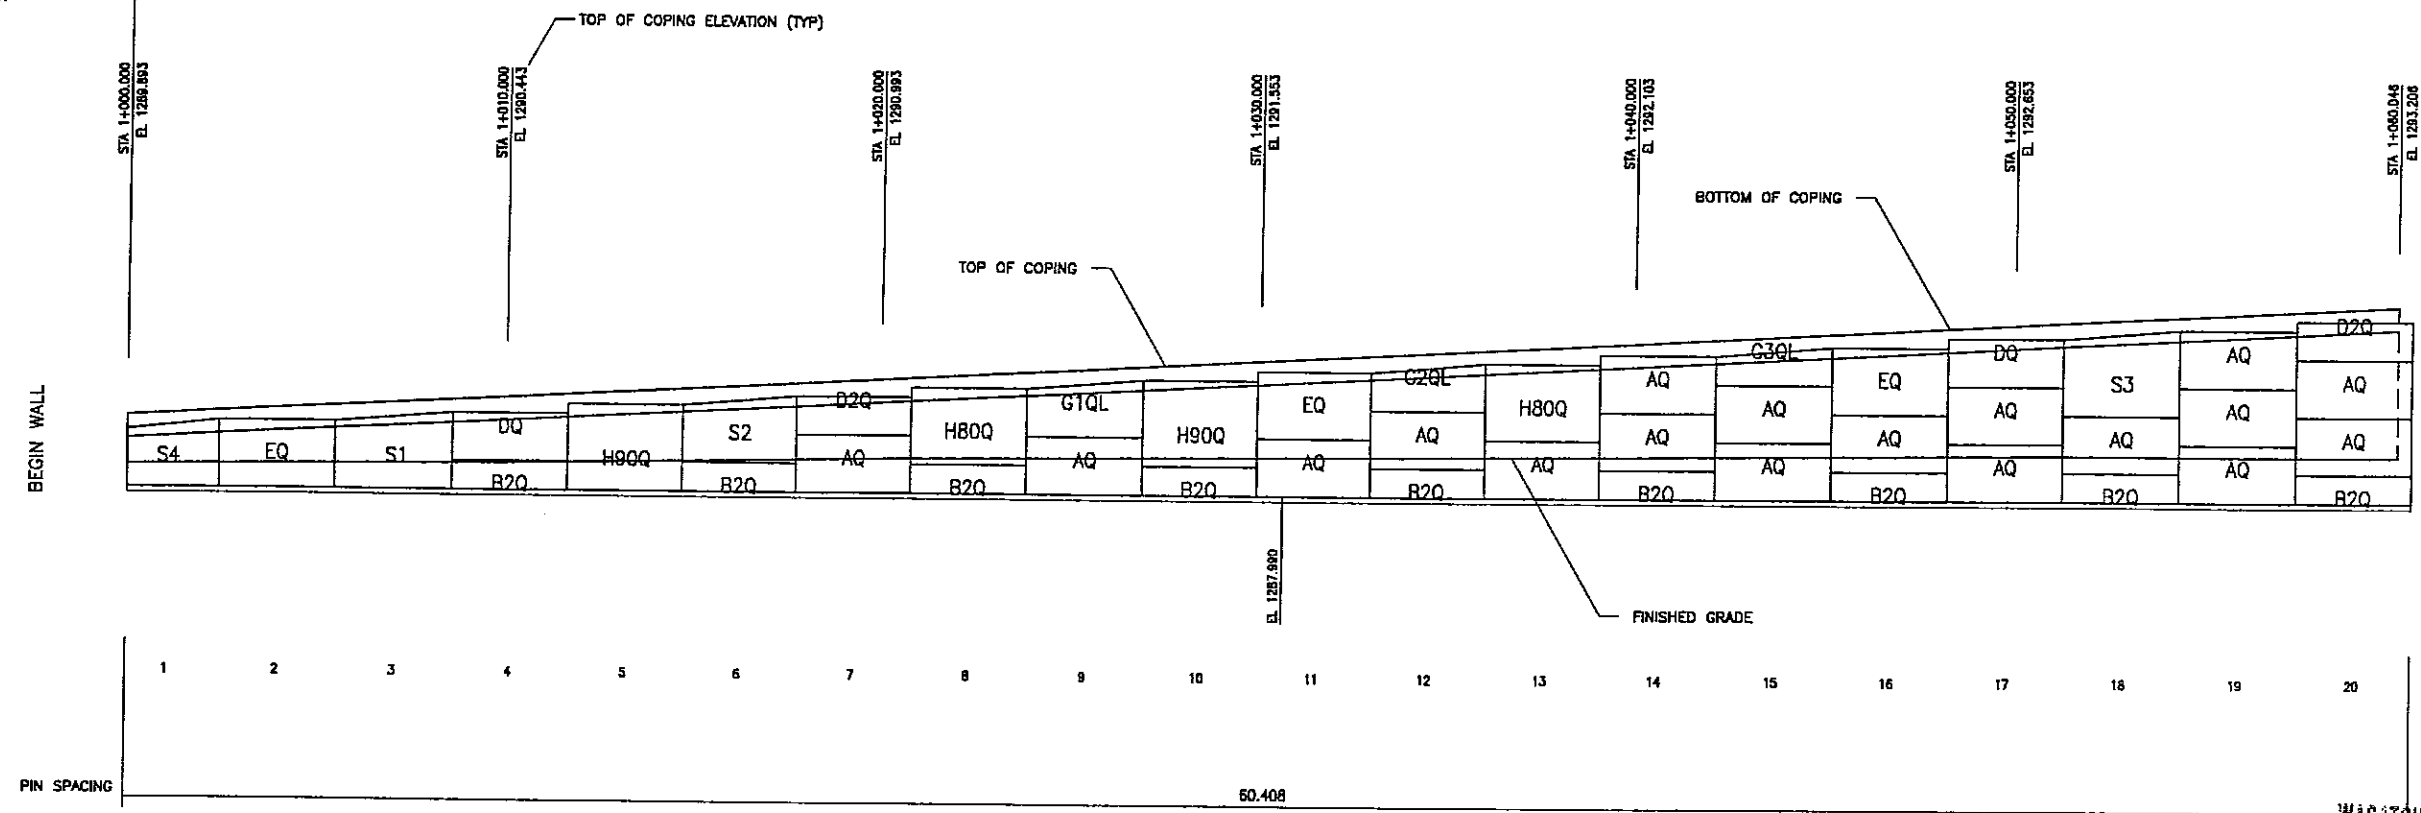 TOP OF COPING ELEVATION (TYP)
STA 1+000.000
EL 1289.893
STA 1+010.000
EL 1290.443
STA 1+020.000
EL 1290.993
STA 1+030.000
EL 1291.553
STA 1+040.000
EL 1292.103
STA 1+050.000
EL 1292.653
STA 1+060.046
EL 1293.206
BOTTOM OF COPING
TOP OF COPING
BEGIN WALL
S4
EQ
S1
DQ
B2Q
H90Q
S2
B2Q
D2Q
AQ
H80Q
B2Q
G1QL
AQ
H90Q
B2Q
EQ
AQ
G2QL
AQ
B2Q
H80Q
AQ
AQ
AQ
B2Q
G3QL
AQ
AQ
EQ
AQ
B2Q
DQ
AQ
AQ
S3
AQ
B2Q
AQ
AQ
AQ
D2Q
AQ
AQ
B2Q
EL 1287.990
FINISHED GRADE
1 2 3 4 5 6 7 8 9 10 11 12 13 14 15 16 17 18 19 20
PIN SPACING
60.408